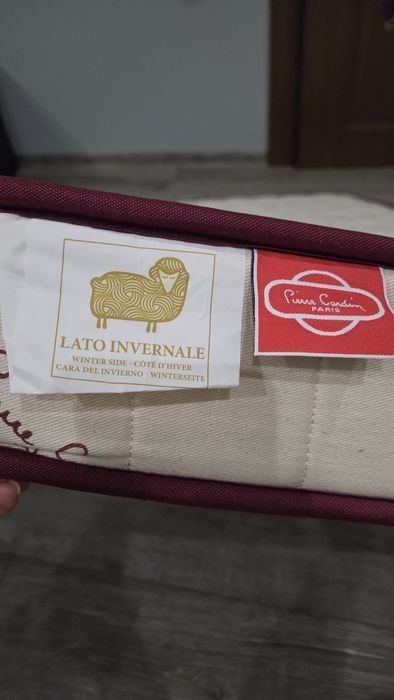 LATO INVERNALE
WINTER SIDE - CÔTÉ D'HIVER
CARA DEL INVIERNO - WINTERSEITE
Pierre Cardin
PARIS